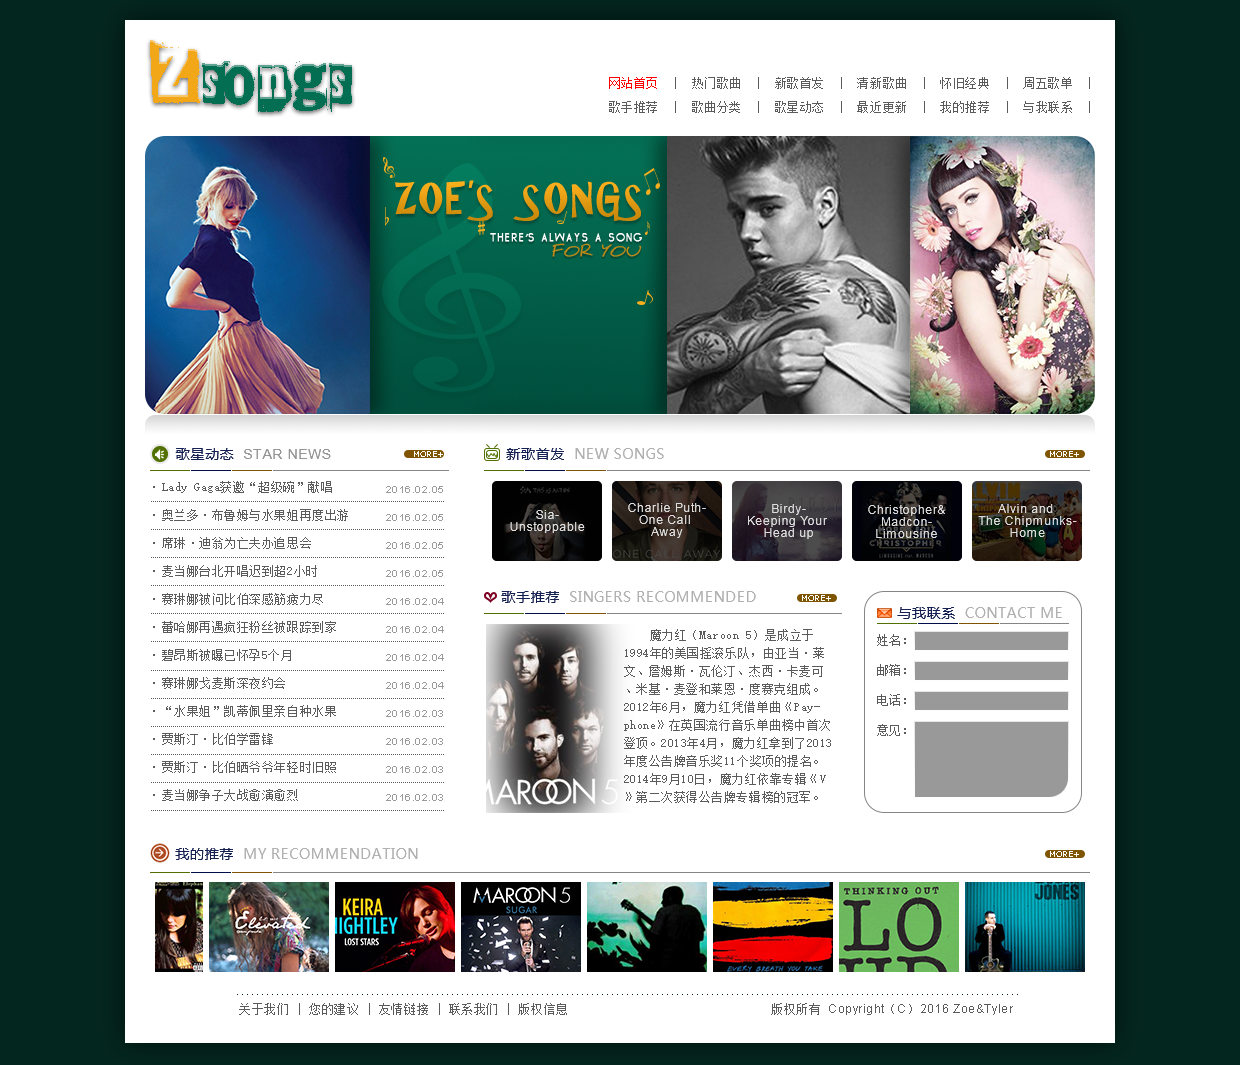 Zsongs
网站首页 | 热门歌曲 | 新歌首发 | 清新歌曲 | 怀旧经典 | 周五歌单 |
歌手推荐 | 歌曲分类 | 歌星动态 | 最近更新 | 我的推荐 | 与我联系 |
ZOE'S SONGS
THERE'S ALWAYS A SONG
FOR YOU
歌星动态 STAR NEWS MORE+
· Lady Gaga获邀“超级碗”献唱 2016.02.05
· 奥兰多·布鲁姆与水果姐再度出游 2016.02.05
· 席琳·迪翁为亡夫办追思会 2016.02.05
· 麦当娜台北开唱迟到超2小时 2016.02.05
· 赛琳娜被问比伯深感筋疲力尽 2016.02.04
· 蕾哈娜再遇疯狂粉丝被跟踪到家 2016.02.04
· 碧昂斯被曝已怀孕5个月 2016.02.04
· 赛琳娜戈麦斯深夜约会 2016.02.04
· “水果姐”凯蒂佩里亲自种水果 2016.02.03
· 贾斯汀·比伯学雷锋 2016.02.03
· 贾斯汀·比伯晒爷爷年轻时旧照 2016.02.03
· 麦当娜争子大战愈演愈烈 2016.02.03
新歌首发 NEW SONGS MORE+
Sia-
Unstoppable
Charlie Puth-
One Call
Away
ONE CALL AWAY
Birdy-
Keeping Your
Head up
Christopher&
Madcon-
Limousine
CHRISTOPHER
Alvin and
The Chipmunks-
Home
歌手推荐 SINGERS RECOMMENDED MORE+
MAROON 5
魔力红（Maroon 5）是成立于
1994年的美国摇滚乐队，由亚当·莱
文、詹姆斯·瓦伦汀、杰西·卡麦可
、米基·麦登和莱恩·度赛克组成。
2012年6月，魔力红凭借单曲《Pay-
phone》在英国流行音乐单曲榜中首次
登顶。2013年4月，魔力红拿到了2013
年度公告牌音乐奖11个奖项的提名。
2014年9月10日，魔力红依靠专辑《V
》第二次获得公告牌专辑榜的冠军。
与我联系 CONTACT ME
姓名：
邮箱：
电话：
意见：
我的推荐 MY RECOMMENDATION MORE+
Elevated
KEIRA
NIGHTLEY
LOST STARS
MAROON 5
SUGAR
EVERY BREATH YOU TAKE
THINKING OUT
LO
UD
JONES
关于我们 | 您的建议 | 友情链接 | 联系我们 | 版权信息
版权所有 Copyright（C）2016 Zoe&Tyler